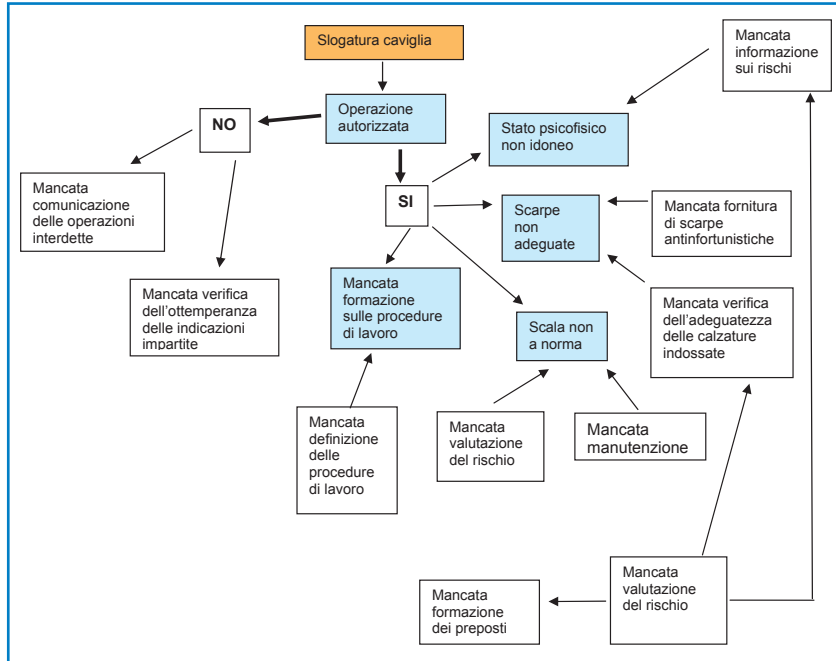 Slogatura caviglia
Mancata
informazione
sui rischi
Operazione
autorizzata
NO
Stato psicofisico
non idoneo
Mancata
comunicazione
delle operazioni
interdette
SI
Scarpe
non
adeguate
Mancata fornitura
di scarpe
antinfortunistiche
Mancata verifica
dell'ottemperanza
delle indicazioni
impartite
Mancata
formazione
sulle procedure
di lavoro
Scala non
a norma
Mancata verifica
dell'adeguatezza
delle calzature
indossate
Mancata
definizione
delle
procedure
di lavoro
Mancata
valutazione
del rischio
Mancata
manutenzione
Mancata
formazione
dei preposti
Mancata
valutazione
del rischio